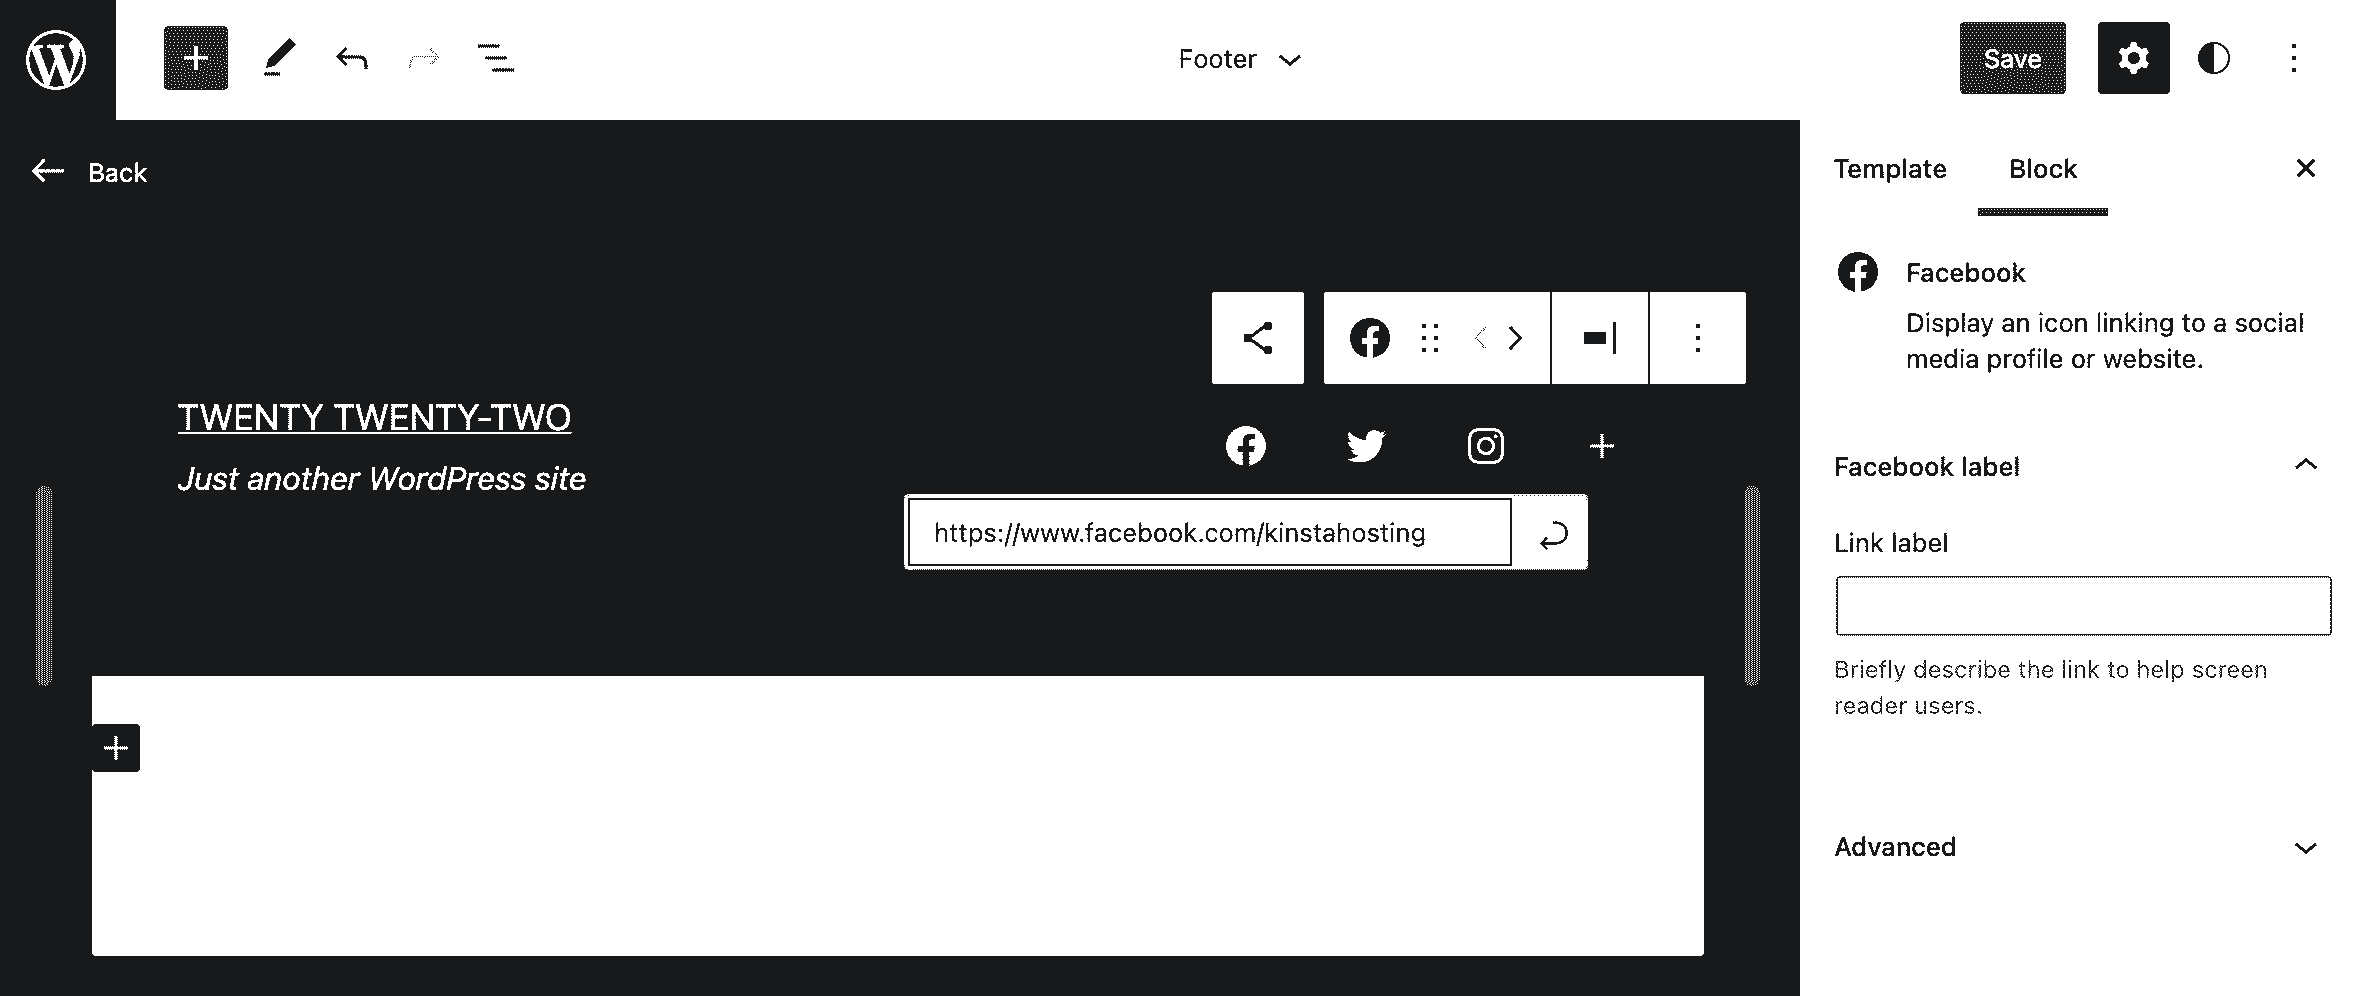 Footer
Save
Back
Template
Block
Facebook
Display an icon linking to a social
media profile or website.
TWENTY TWENTY-TWO
Just another WordPress site
https://www.facebook.com/kinstahosting
Facebook label
Link label
Briefly describe the link to help screen
reader users.
Advanced